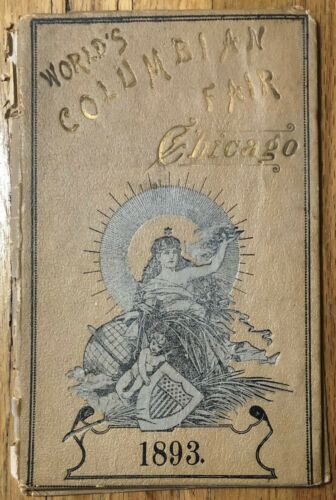 WORLD'S
COLUMBIAN
FAIR
Chicago
1893.